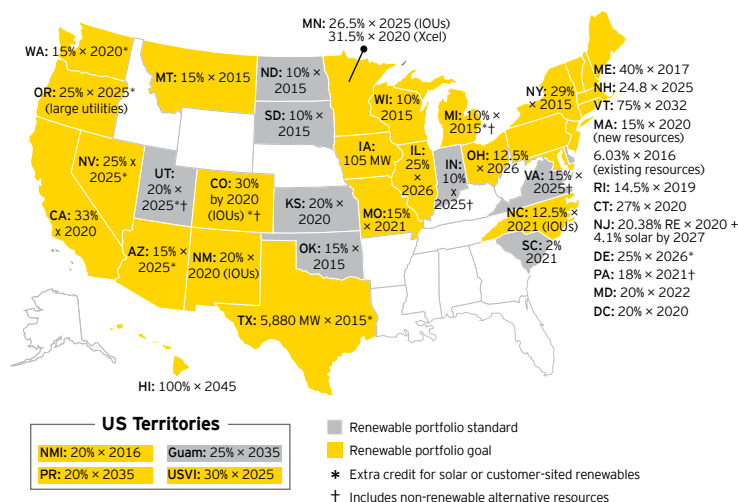 MN: 26.5% × 2025 (IOUs)
31.5% × 2020 (Xcel)
WA: 15% × 2020*
OR: 25% × 2025*
(large utilities)
MT: 15% × 2015
ND: 10% ×
2015
SD: 10% ×
2015
WI: 10%
2015
MI: 10% ×
2015*†
NY: 29%
× 2015
NV: 25% x
2025*
UT:
20% ×
2025*†
CO: 30%
by 2020
(IOUs) *†
IA:
105 MW
IL:
25%
×
2026
IN:
10%
x
2025†
OH: 12.5%
× 2026
VA: 15% ×
2025†
CA: 33%
x 2020
KS: 20% ×
2020
MO:15%
× 2021
NC: 12.5% ×
2021 (IOUs)
AZ: 15% ×
2025*
NM: 20% ×
2020 (IOUs)
OK: 15% ×
2015
SC: 2%
2021
TX: 5,880 MW × 2015*
HI: 100% × 2045
ME: 40% × 2017
NH: 24.8 × 2025
VT: 75% × 2032
MA: 15% × 2020
(new resources)
6.03% × 2016
(existing resources)
RI: 14.5% × 2019
CT: 27% × 2020
NJ: 20.38% RE × 2020 +
4.1% solar by 2027
DE: 25% × 2026*
PA: 18% × 2021†
MD: 20% × 2022
DC: 20% × 2020
US Territories
NMI: 20% × 2016
Guam: 25% × 2035
PR: 20% × 2035
USVI: 30% × 2025
Renewable portfolio standard
Renewable portfolio goal
* Extra credit for solar or customer-sited renewables
† Includes non-renewable alternative resources